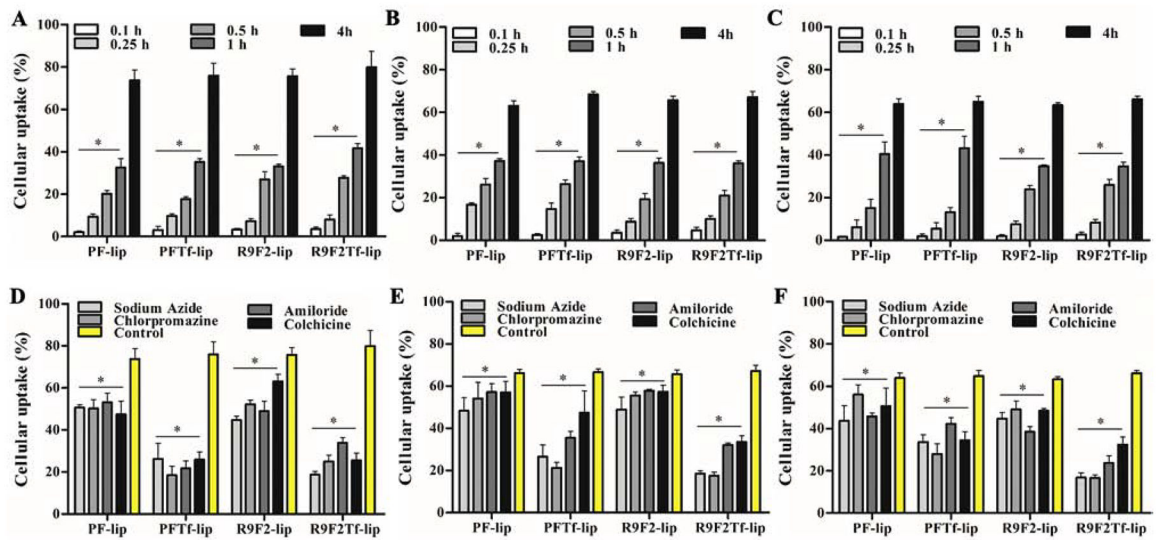 A
0.1 h 0.5 h 4h
0.25 h 1 h
Cellular uptake (%)
100
80
60
40
20
0
* * * *
PF-lip PFTf-lip R9F2-lip R9F2Tf-lip
B
0.1 h 0.5 h 4h
0.25 h 1 h
Cellular uptake (%)
100
80
60
40
20
0
* * * *
PF-lip PFTf-lip R9F2-lip R9F2Tf-lip
C
0.1 h 0.5 h 4h
0.25 h 1 h
Cellular uptake (%)
100
80
60
40
20
0
* * * *
PF-lip PFTf-lip R9F2-lip R9F2Tf-lip
D
Sodium Azide Amiloride
Chlorpromazine Colchicine
Control
Cellular uptake (%)
100
80
60
40
20
0
* * * *
PF-lip PFTf-lip R9F2-lip R9F2Tf-lip
E
Sodium Azide Amiloride
Chlorpromazine Colchicine
Control
Cellular uptake (%)
100
80
60
40
20
0
* * * *
PF-lip PFTf-lip R9F2-lip R9F2Tf-lip
F
Sodium Azide Amiloride
Chlorpromazine Colchicine
Control
Cellular uptake (%)
100
80
60
40
20
0
* * * *
PF-lip PFTf-lip R9F2-lip R9F2Tf-lip